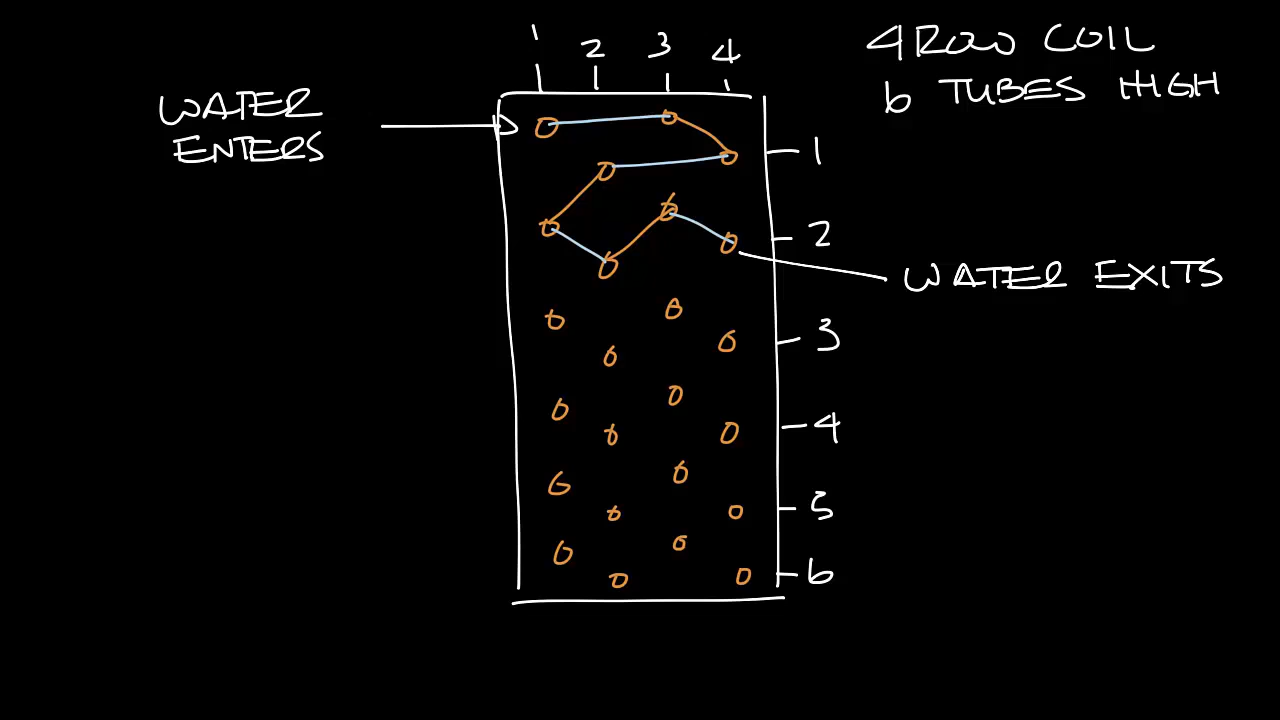 1 2 3 4
4 ROW COIL
6 TUBES HIGH
WATER
ENTERS
1
2
WATER EXITS
3
4
5
6